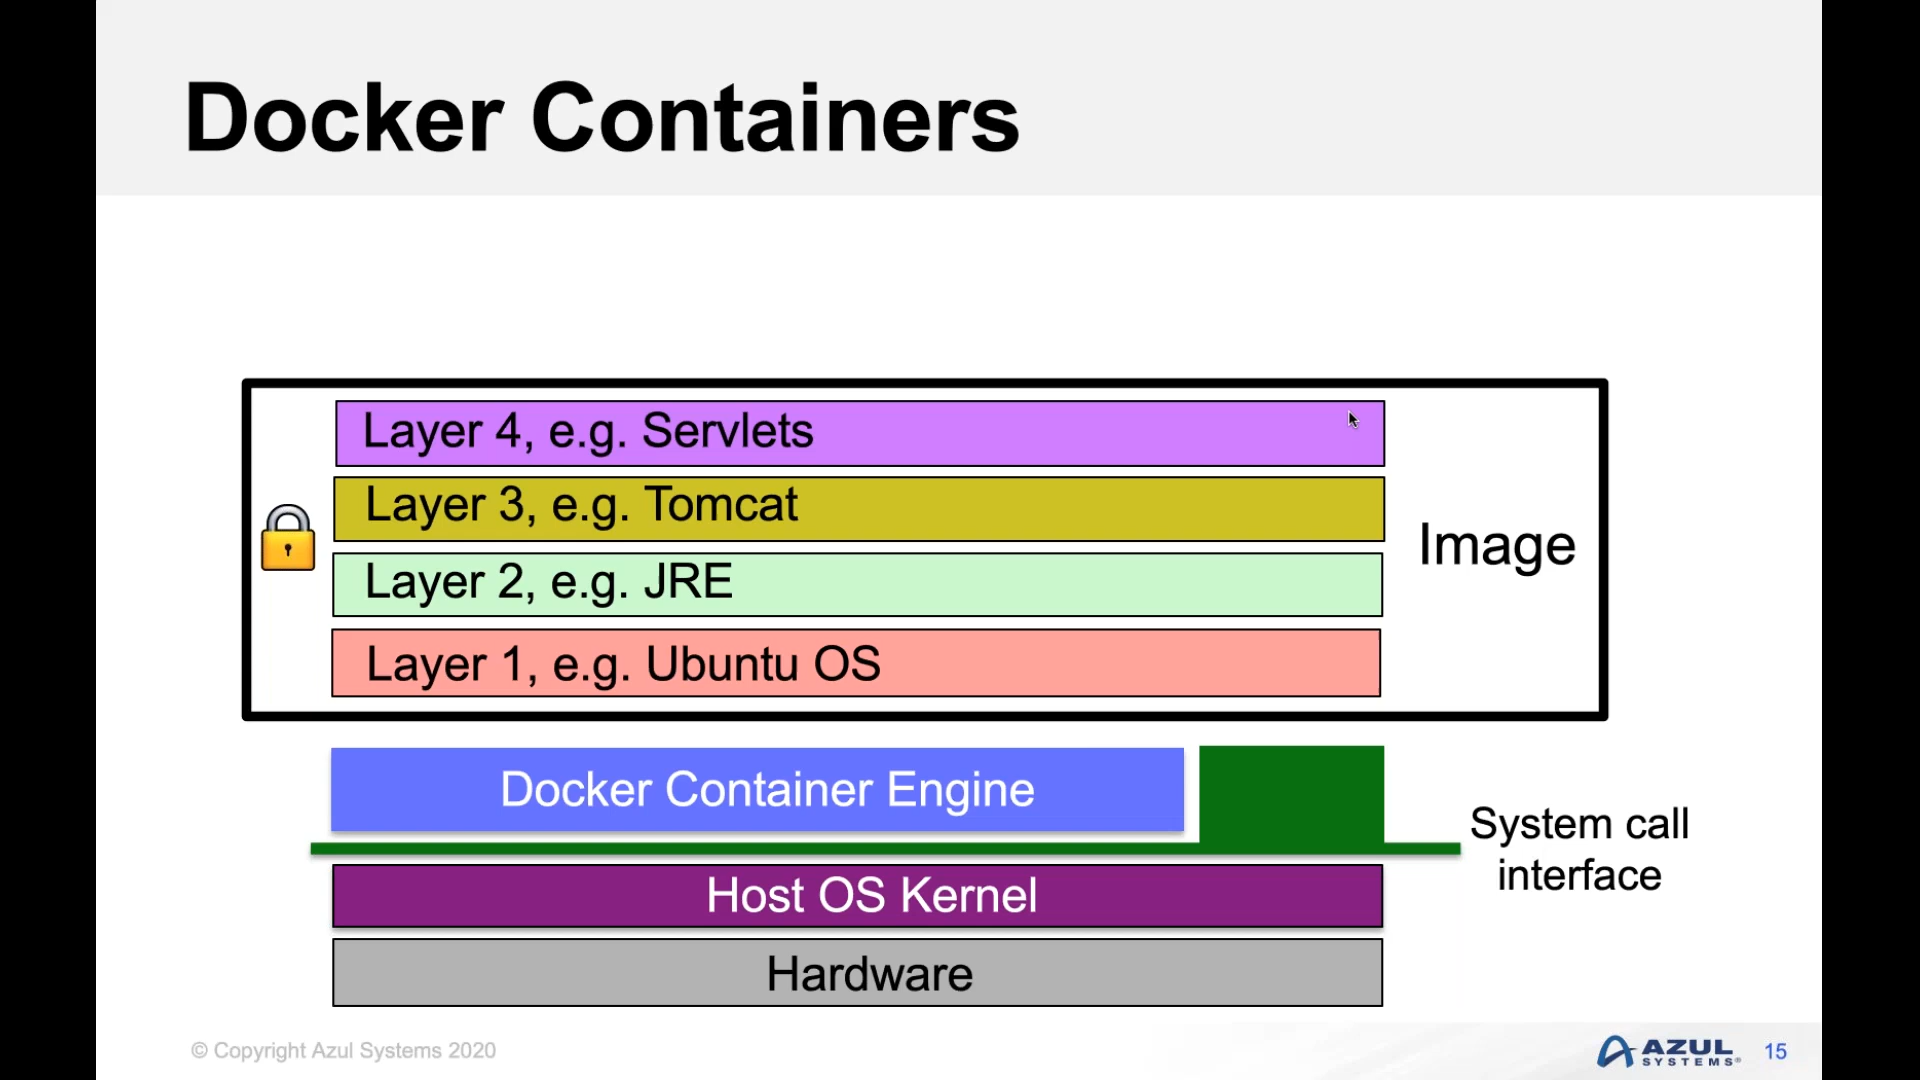 Docker Containers
Layer 4, e.g. Servlets
Layer 3, e.g. Tomcat
Layer 2, e.g. JRE
Layer 1, e.g. Ubuntu OS
Image
Docker Container Engine
System call
interface
Host OS Kernel
Hardware
© Copyright Azul Systems 2020
AZUL
SYSTEMS®
15